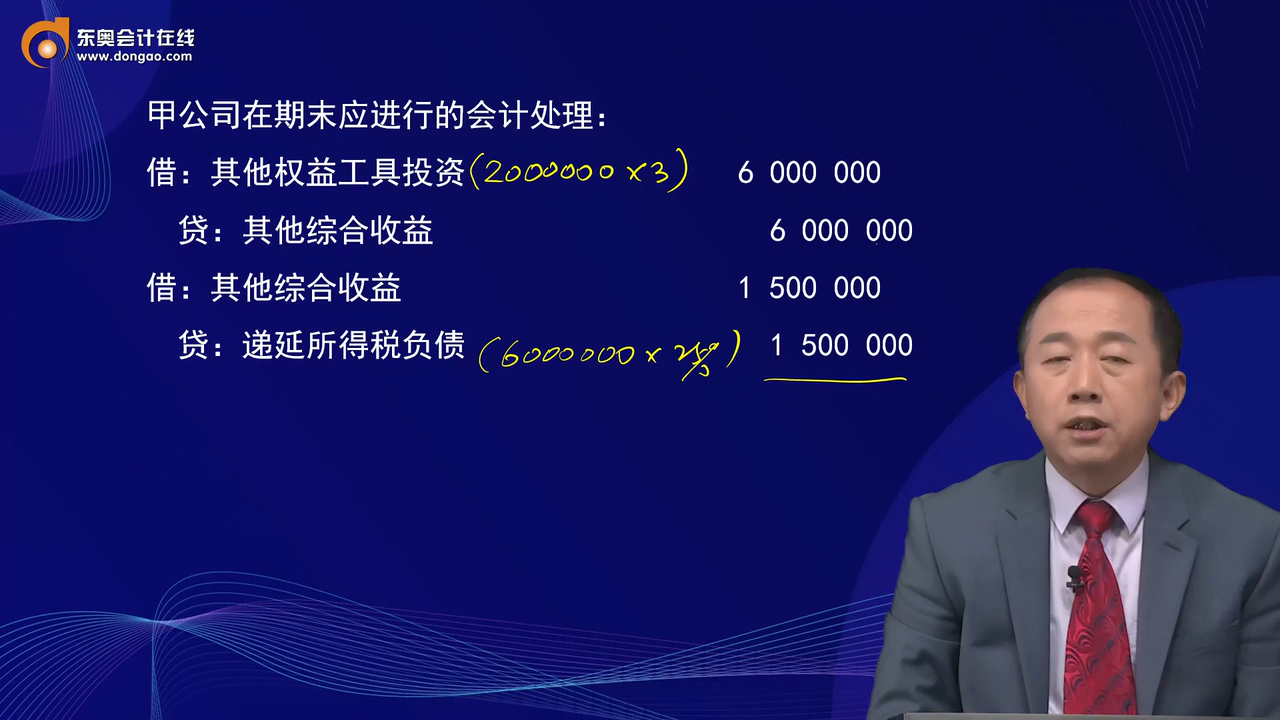 东奥会计在线
www.dongao.com
甲公司在期末应进行的会计处理：
借：其他权益工具投资(2000000×3) 6 000 000
贷：其他综合收益 6 000 000
借：其他综合收益 1 500 000
贷：递延所得税负债(6000000×25%) 1 500 000